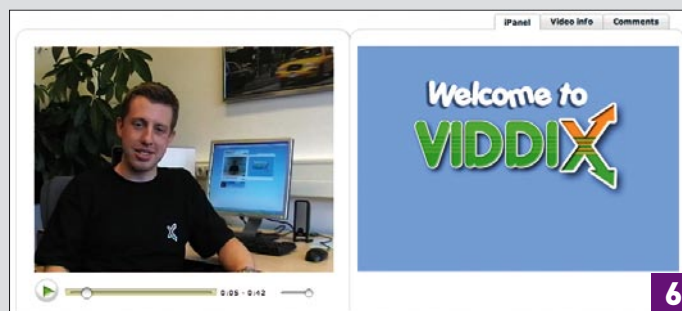 iPanel Video info Comments
Welcome to
VIDDIX
0:05 - 0:42
X
6